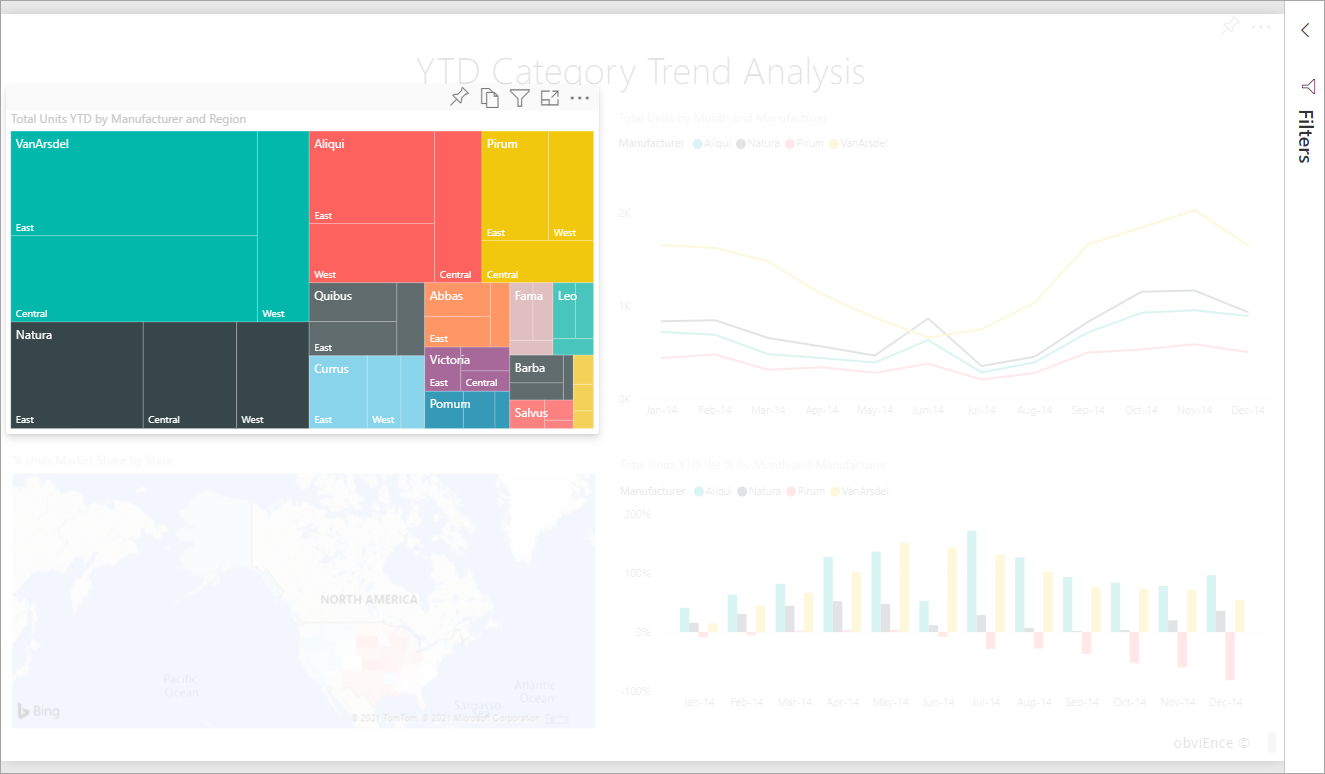 YTD Category Trend Analysis
Filters
Total Units YTD by Manufacturer and Region
VanArsdel
East
Central
West
Natura
East
Central
West
Aliqui
East
West
Central
Pirum
East
West
Central
Quibus
East
Currus
East
West
Abbas
East
Victoria
East
Central
Pomum
Fama
Leo
Barba
Salvus
Total Units by Month and Manufacturer
Manufacturer Aliqui Natura Pirum VanArsdel
2K
1K
0K
Jan-14 Feb-14 Mar-14 Apr-14 May-14 Jun-14 Jul-14 Aug-14 Sep-14 Oct-14 Nov-14 Dec-14
% Units Market Share by State
NORTH AMERICA
Pacific
Ocean
Atlantic
Ocean
Sargasso
Sea
Bing
© 2021 TomTom, © 2021 Microsoft Corporation Terms
Total Units YTD Var % by Month and Manufacturer
Manufacturer Aliqui Natura Pirum VanArsdel
200%
100%
0%
-100%
Jan-14 Feb-14 Mar-14 Apr-14 May-14 Jun-14 Jul-14 Aug-14 Sep-14 Oct-14 Nov-14 Dec-14
obviEnce ©